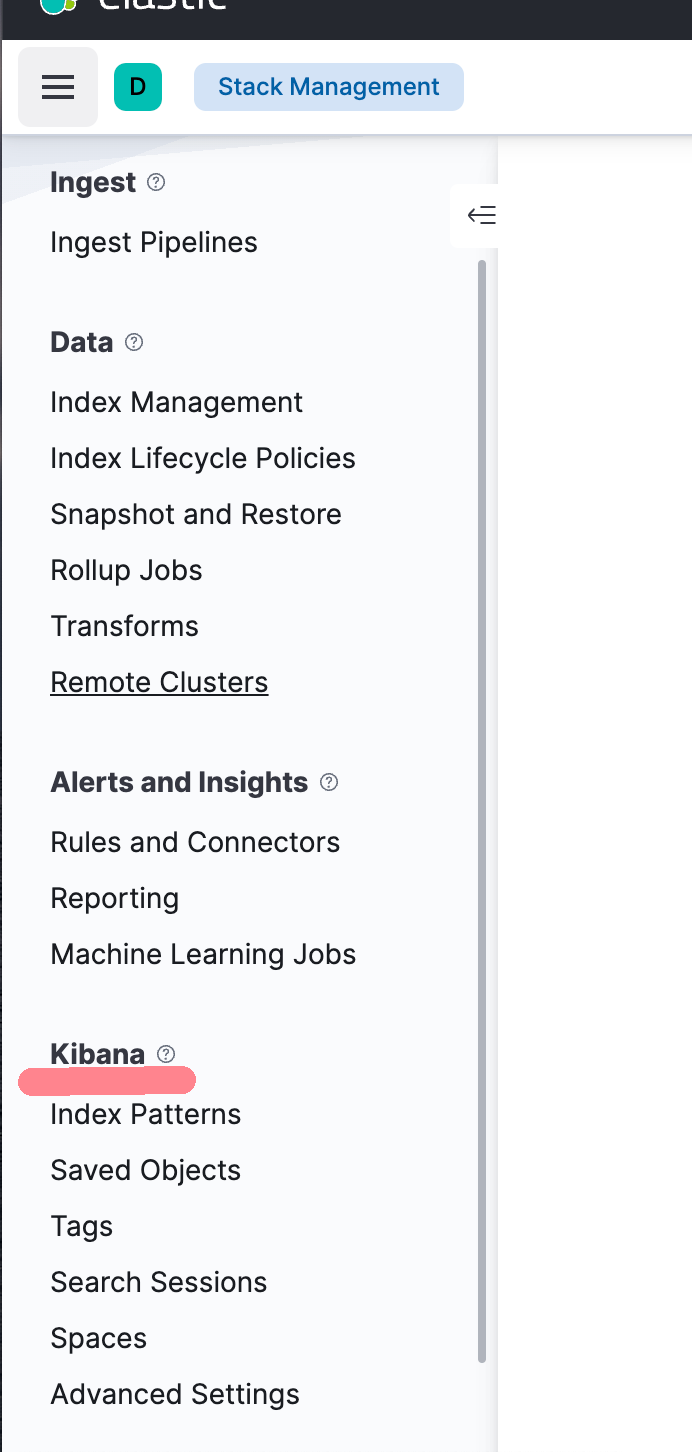 elastic
D
Stack Management
Ingest
Ingest Pipelines
Data
Index Management
Index Lifecycle Policies
Snapshot and Restore
Rollup Jobs
Transforms
Remote Clusters
Alerts and Insights
Rules and Connectors
Reporting
Machine Learning Jobs
Kibana
Index Patterns
Saved Objects
Tags
Search Sessions
Spaces
Advanced Settings